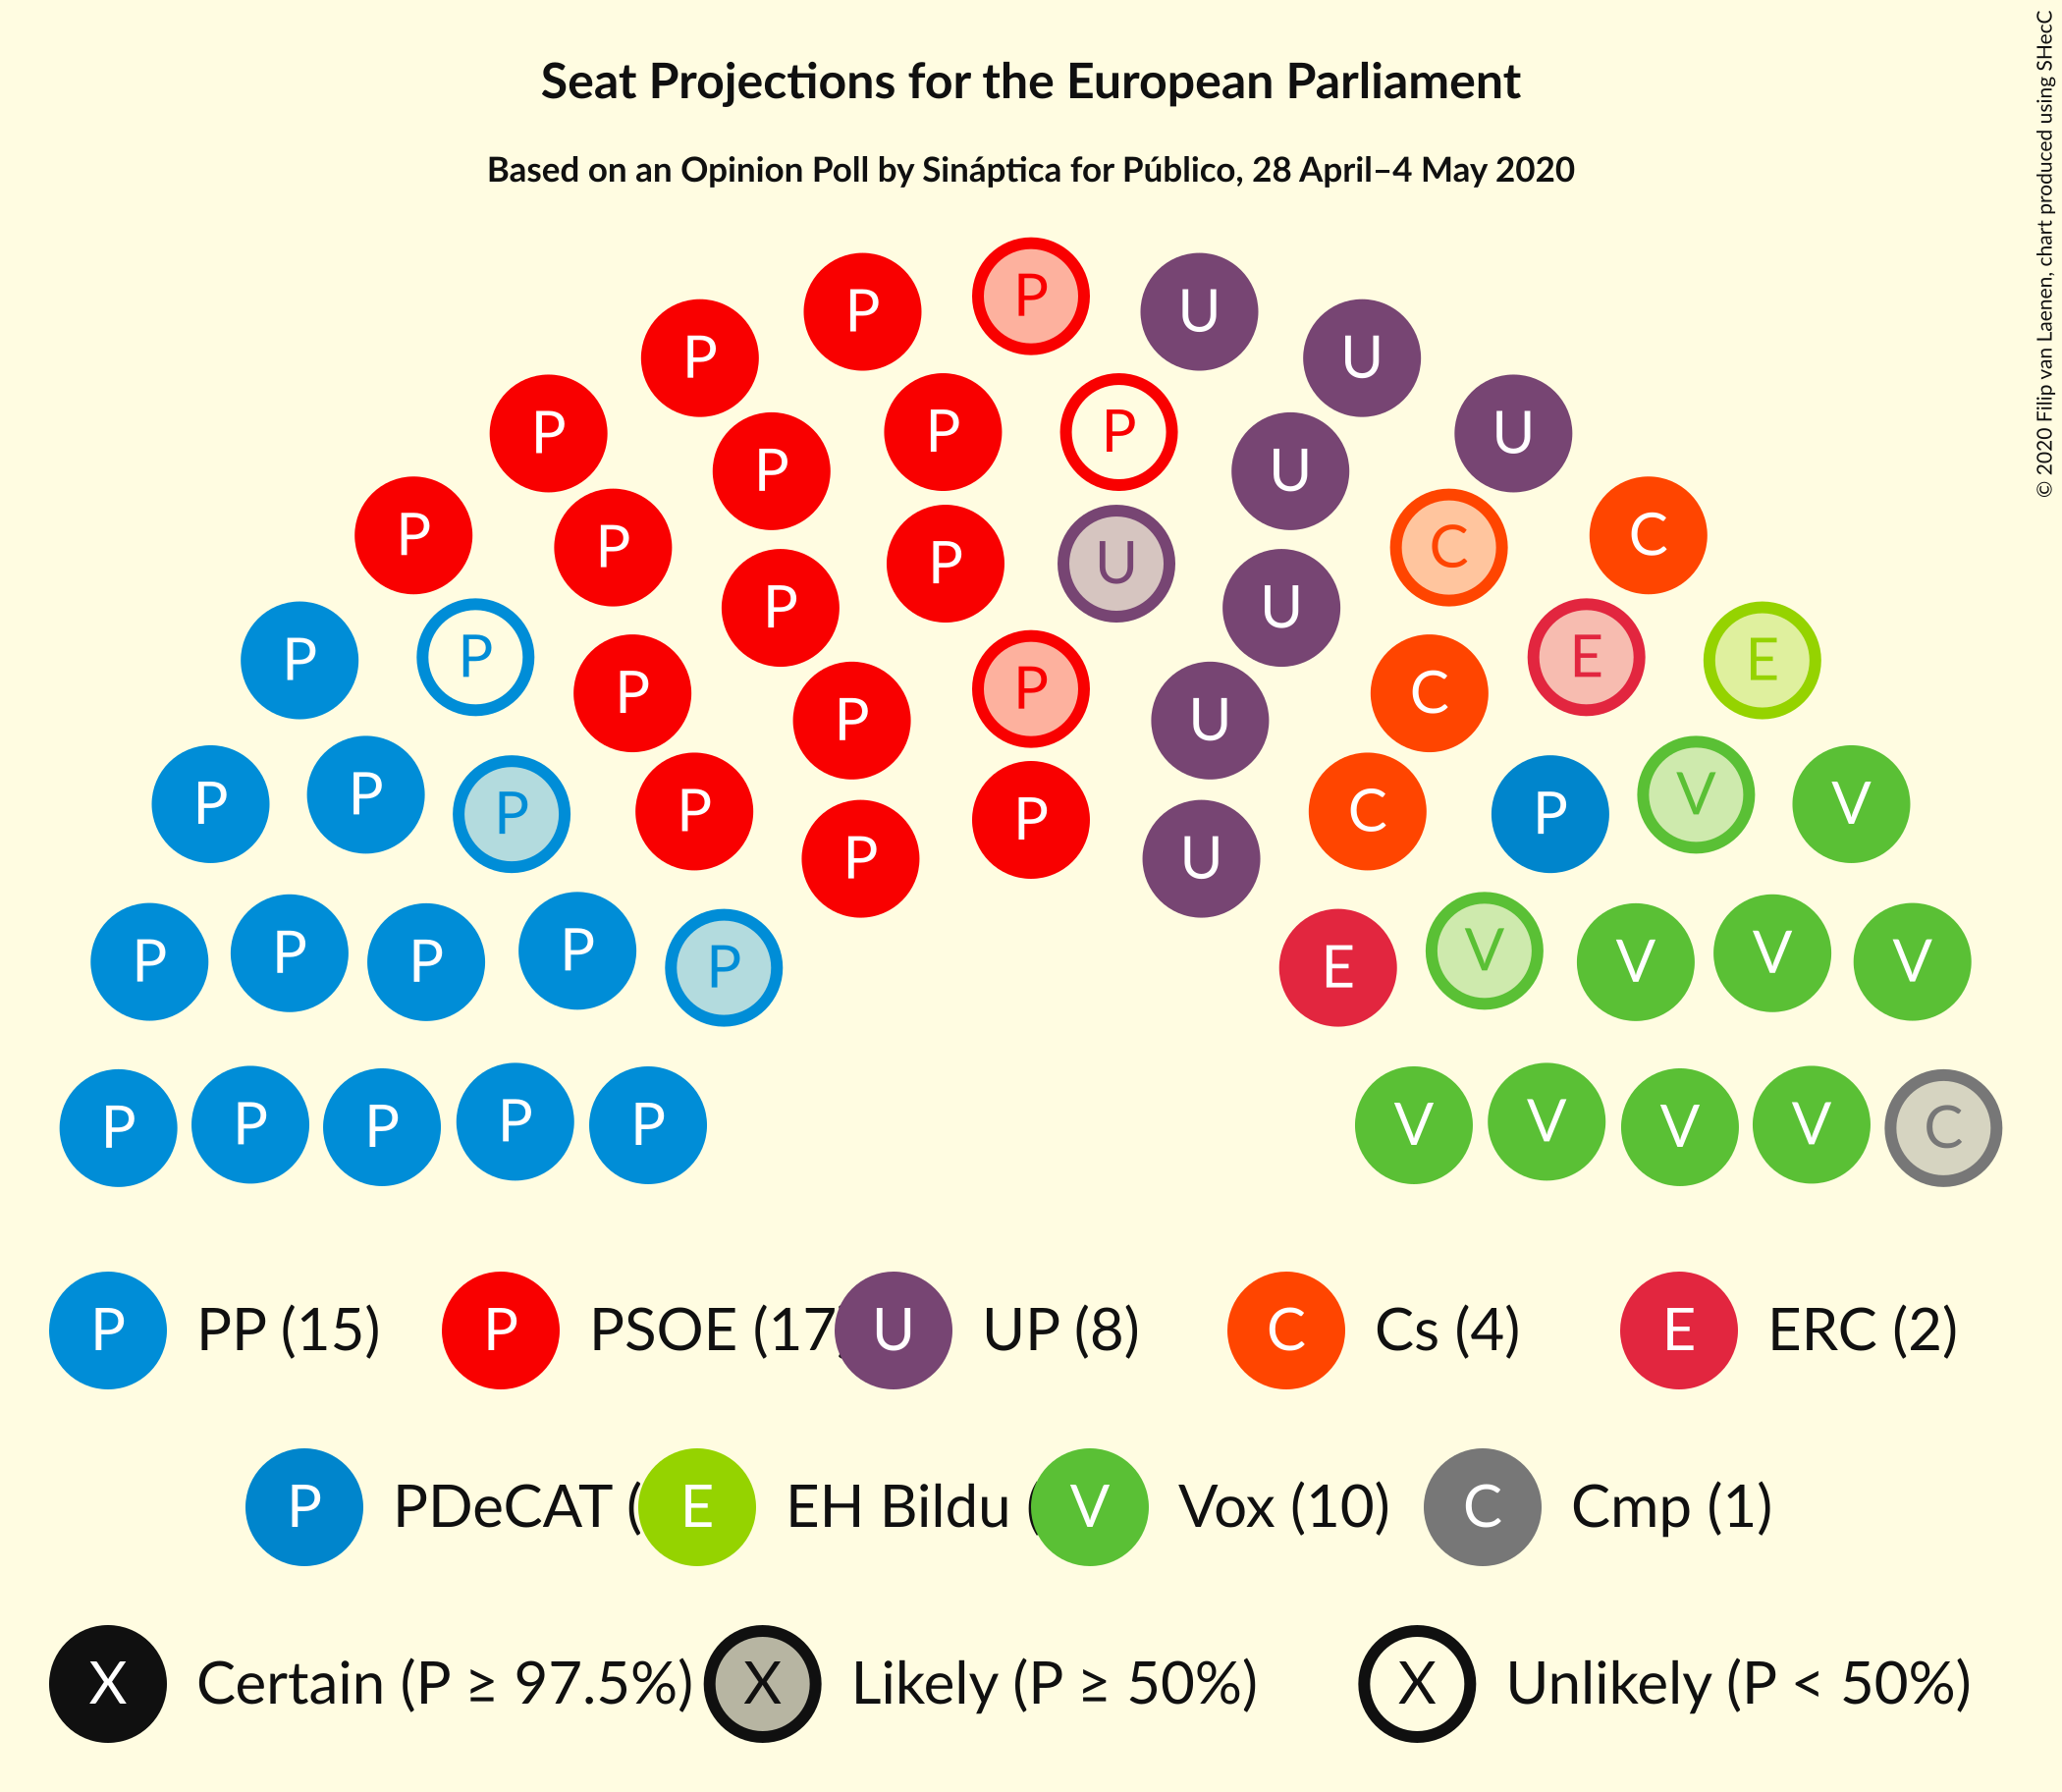 Seat Projections for the European Parliament
Based on an Opinion Poll by Sináptica for Público, 28 April–4 May 2020
© 2020 Filip van Laenen, chart produced using SHecC
P P U
P U
P P P U
P U
P P C C
P U
P U
P P E E
P P C
P U
P P P P P C P V V
P U
P P P P P E V V V V
P P P P P V V V V C
P PP (15) P PSOE (17 U UP (8) C Cs (4) E ERC (2)
P PDeCAT ( E EH Bildu ( V Vox (10) C Cmp (1)
X Certain (P ≥ 97.5%) X Likely (P ≥ 50%) X Unlikely (P < 50%)